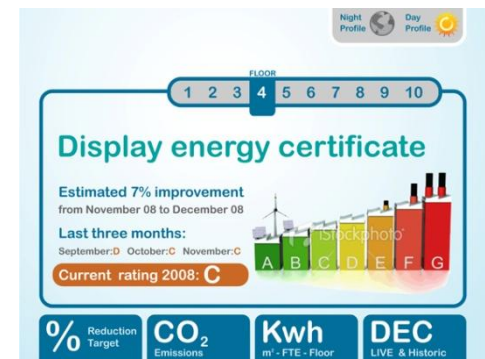 Night Profile
Day Profile
FLOOR
1 2 3 4 5 6 7 8 9 10
Display energy certificate
Estimated 7% improvement
from November 08 to December 08
Last three months:
September:D October:C November:C
Current rating 2008: C
iStockphoto
A B C D E F G
% Reduction Target
CO₂ Emissions
Kwh m² - FTE - Floor
DEC LIVE & Historic